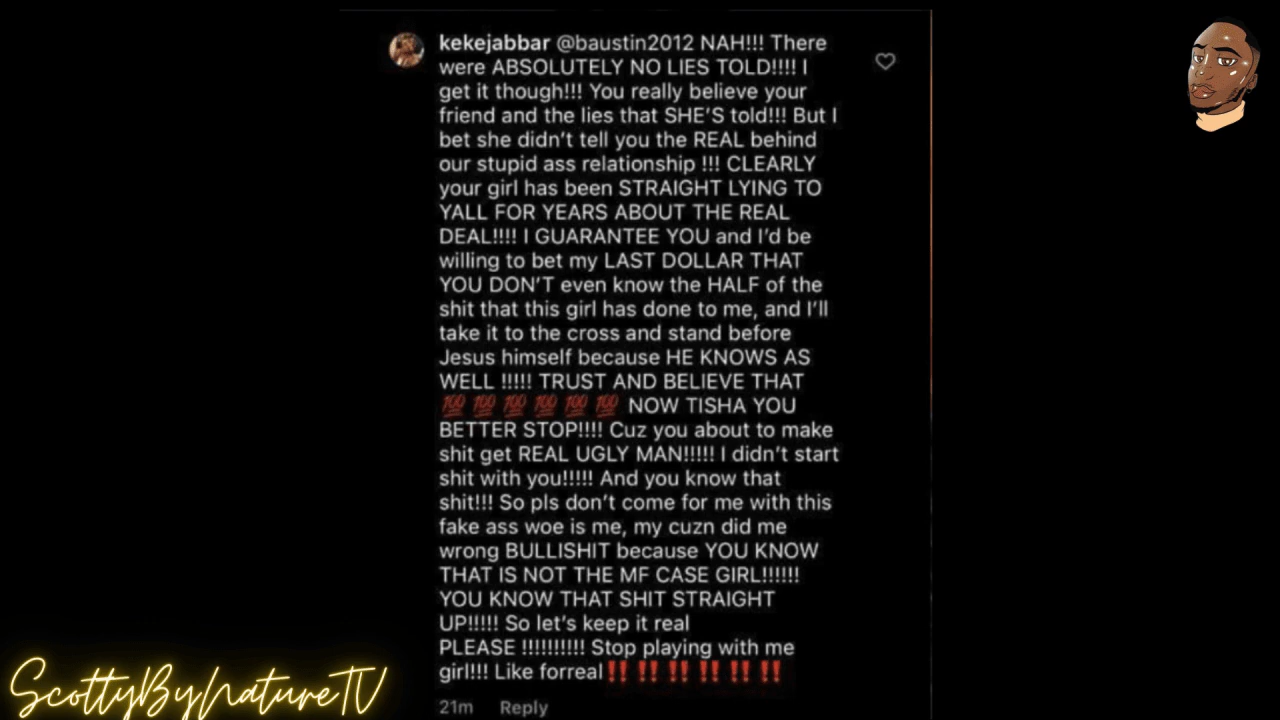 kekejabbar @baustin2012 NAH!!! There
were ABSOLUTELY NO LIES TOLD!!!! I
get it though!!! You really believe your
friend and the lies that SHE'S told!!! But I
bet she didn't tell you the REAL behind
our stupid ass relationship !!! CLEARLY
your girl has been STRAIGHT LYING TO
YALL FOR YEARS ABOUT THE REAL
DEAL!!!! I GUARANTEE YOU and I'd be
willing to bet my LAST DOLLAR THAT
YOU DON'T even know the HALF of the
shit that this girl has done to me, and I'll
take it to the cross and stand before
Jesus himself because HE KNOWS AS
WELL !!!!! TRUST AND BELIEVE THAT
💯 💯 💯 💯 💯 💯 NOW TISHA YOU
BETTER STOP!!!! Cuz you about to make
shit get REAL UGLY MAN!!!!! I didn't start
shit with you!!!!! And you know that
shit!!! So pls don't come for me with this
fake ass woe is me, my cuzn did me
wrong BULLISHIT because YOU KNOW
THAT IS NOT THE MF CASE GIRL!!!!!!
YOU KNOW THAT SHIT STRAIGHT
UP!!!!! So let's keep it real
PLEASE !!!!!!!!!! Stop playing with me
girl!!! Like forreal‼️ ‼️ ‼️ ‼️ ‼️ ‼️
21m Reply
ScottyByNatureTV